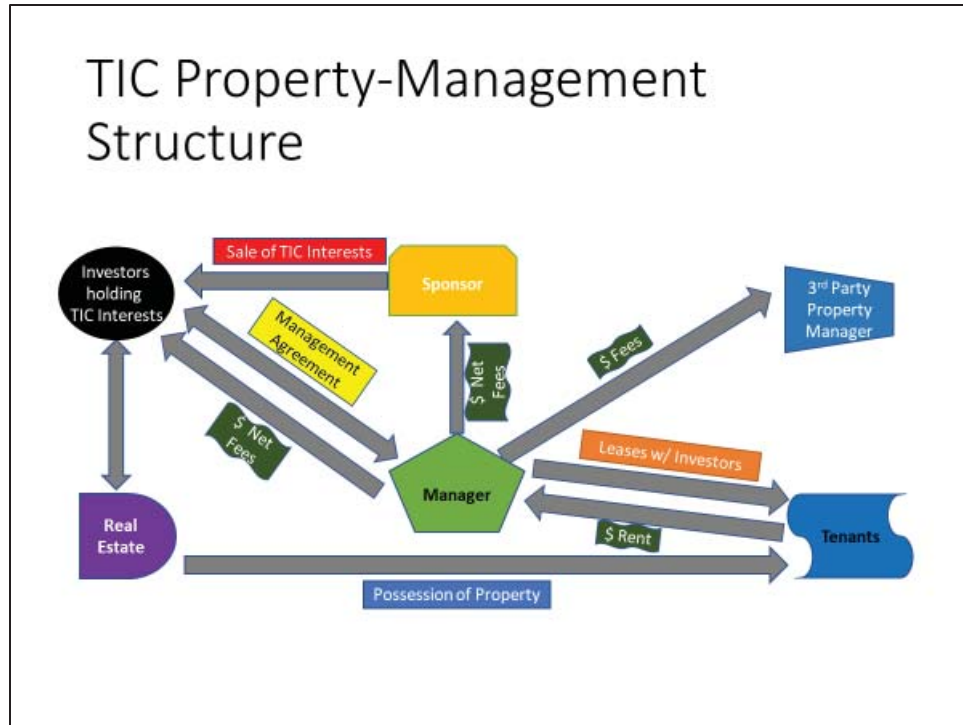 TIC Property-Management
Structure
Sale of TIC Interests
Investors
holding
TIC Interests
Sponsor
3rd Party
Property
Manager
Management
Agreement
$ Net
Fees
$ Fees
$ Net
Fees
Leases w/ Investors
Manager
Real
Estate
$ Rent
Tenants
Possession of Property